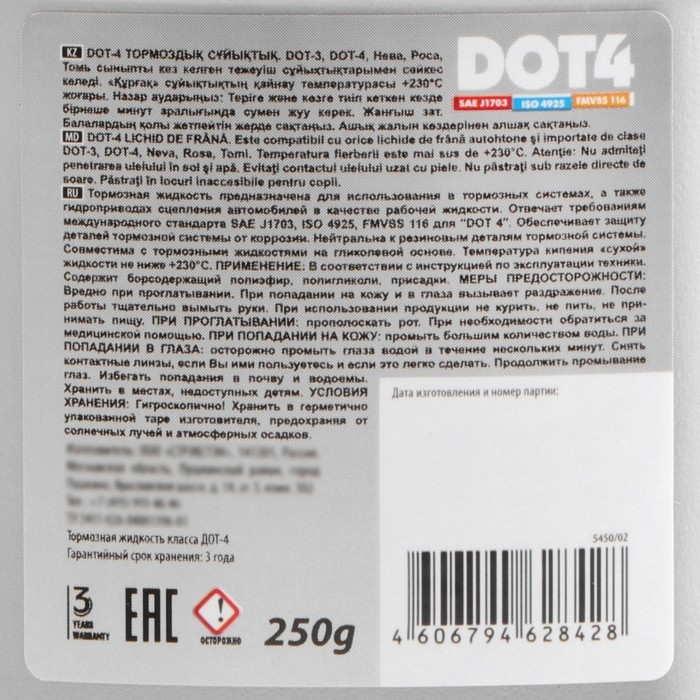 KZ DOT-4 ТОРМОЗДЫҚ СҰЙЫҚТЫҚ. DOT-3, DOT-4, Нева, Роса,
Томь сыныпты кез келген тежеуіш сұйықтықтарымен сәйкес
келеді. «Құрғақ» сұйықтықтың қайнау температурасы +230°C
жоғары. Назар аударыңыз: Теріге және көзге тиіп кеткен кезде
бірнеше минут аралығында сумен жуу керек. Жанғыш зат.
Балалардың қолы жетпейтін жерде сақтаңыз. Ашық жалын көздерінен алшақ сақтаңыз.
DOT4
SAE J1703 ISO 4925 FMVSS 116
MD DOT-4 LICHID DE FRÂNĂ. Este compatibil cu orice lichide de frână autohtone şi importate de clase
DOT-3, DOT-4, Neva, Rosa, Tomi. Temperatura fierberii este mai sus de +230°C. Atenţie: Nu admiteţi
penetrarea uleiului în sol şi apă. Evitaţi contactul uleiului uzat cu piele. Nu păstraţi sub razele directe de
soare. Păstraţi în locuri inaccesibile pentru copii.
RU Тормозная жидкость предназначена для использования в тормозных системах, а также
гидроприводах сцепления автомобилей в качестве рабочей жидкости. Отвечает требованиям
международного стандарта SAE J1703, ISO 4925, FMVSS 116 для "DOT 4". Обеспечивает защиту
деталей тормозной системы от коррозии. Нейтральна к резиновым деталям тормозной системы.
Совместима с тормозными жидкостями на гликолевой основе. Температура кипения «сухой»
жидкости не ниже +230°C. ПРИМЕНЕНИЕ: В соответствии с инструкцией по эксплуатации техники.
Содержит борсодержащий полиэфир, полигликоли, присадки. МЕРЫ ПРЕДОСТОРОЖНОСТИ:
Вредно при проглатывании. При попадании на кожу и в глаза вызывает раздражение. После
работы тщательно вымыть руки. При использовании продукции не курить, не пить, не при-
нимать пищу. ПРИ ПРОГЛАТЫВАНИИ: прополоскать рот. При необходимости обратиться за
медицинской помощью. ПРИ ПОПАДАНИИ НА КОЖУ: промыть большим количеством воды. ПРИ
ПОПАДАНИИ В ГЛАЗА: осторожно промыть глаза водой в течение нескольких минут. Снять
контактные линзы, если Вы ими пользуетесь и если это легко сделать. Продолжить промывание
глаз. Избегать попадания в почву и водоемы.
Хранить в местах, недоступных детям. УСЛОВИЯ
ХРАНЕНИЯ: Гигроскопично! Хранить в герметично
упакованной таре изготовителя, предохраняя от
солнечных лучей и атмосферных осадков.
Дата изготовления и номер партии:
Тормозная жидкость класса ДОТ-4
Гарантийный срок хранения: 3 года
5450/02
3
YEARS
WARRANTY
EAC
ОСТОРОЖНО
250g
4 606794 628428